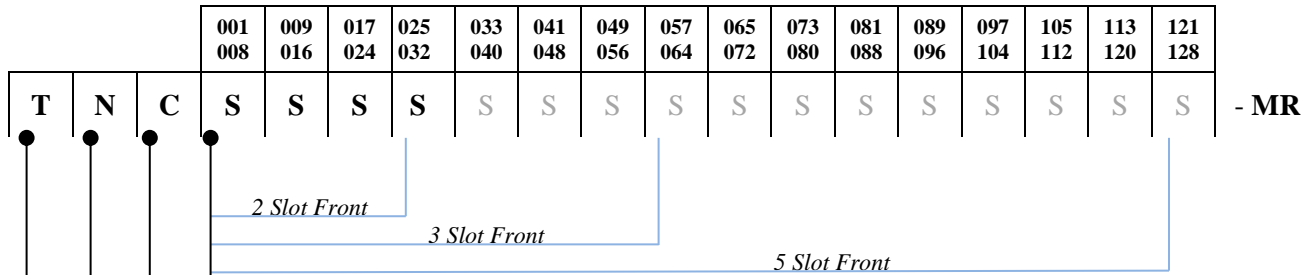 001 009 017 025 033 041 049 057 065 073 081 089 097 105 113 121
008 016 024 032 040 048 056 064 072 080 088 096 104 112 120 128
T N C S S S S S S S S S S S S S S S S - MR
2 Slot Front
3 Slot Front
5 Slot Front